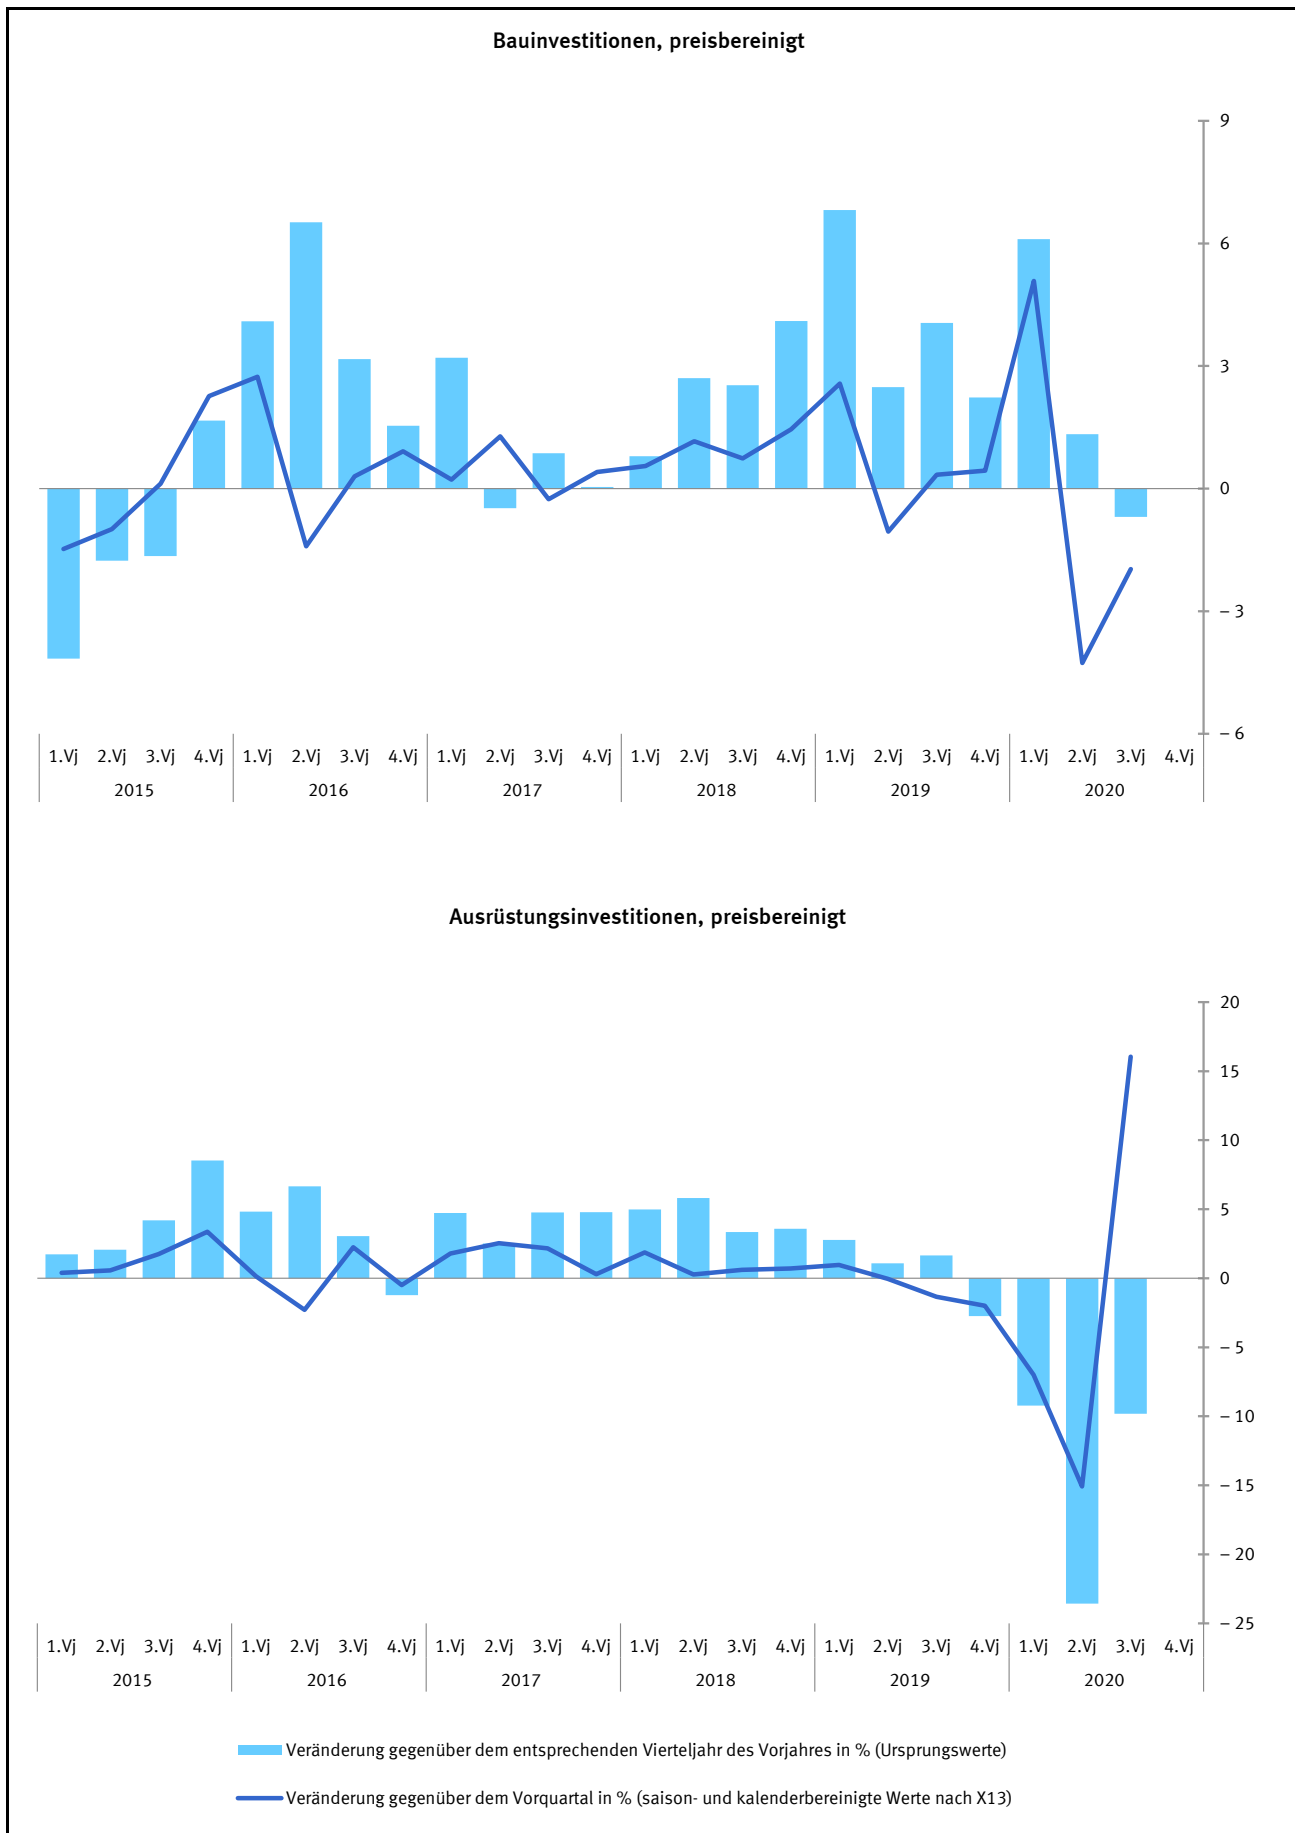 Bauinvestitionen, preisbereinigt
9
6
3
0
– 3
– 6
1.Vj 2.Vj 3.Vj 4.Vj 1.Vj 2.Vj 3.Vj 4.Vj 1.Vj 2.Vj 3.Vj 4.Vj 1.Vj 2.Vj 3.Vj 4.Vj 1.Vj 2.Vj 3.Vj 4.Vj 1.Vj 2.Vj 3.Vj 4.Vj
2015 2016 2017 2018 2019 2020
Ausrüstungsinvestitionen, preisbereinigt
20
15
10
5
0
– 5
– 10
– 15
– 20
– 25
1.Vj 2.Vj 3.Vj 4.Vj 1.Vj 2.Vj 3.Vj 4.Vj 1.Vj 2.Vj 3.Vj 4.Vj 1.Vj 2.Vj 3.Vj 4.Vj 1.Vj 2.Vj 3.Vj 4.Vj 1.Vj 2.Vj 3.Vj 4.Vj
2015 2016 2017 2018 2019 2020
Veränderung gegenüber dem entsprechenden Vierteljahr des Vorjahres in % (Ursprungswerte)
Veränderung gegenüber dem Vorquartal in % (saison- und kalenderbereinigte Werte nach X13)